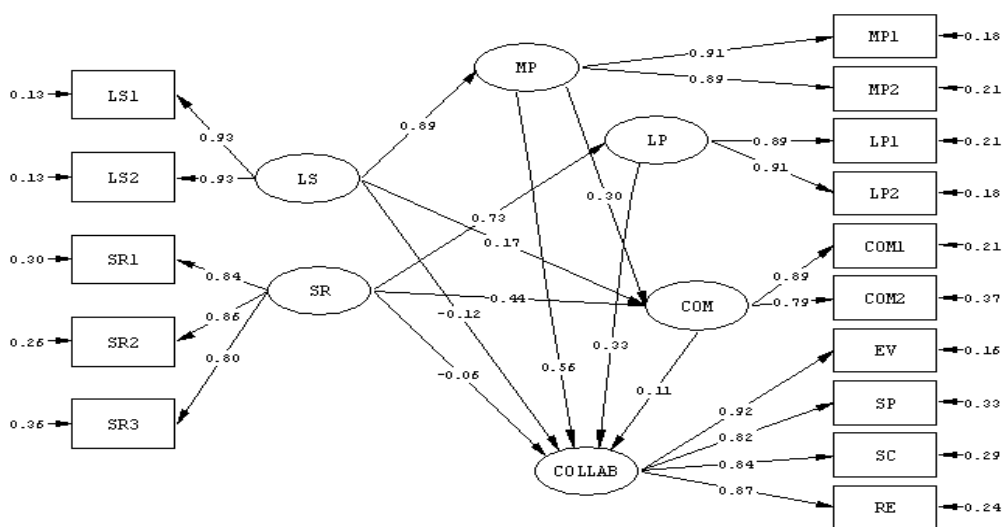 MP1
0.18
MP2
0.21
LP1
0.21
LP2
0.18
COM1
0.21
COM2
0.37
EV
0.16
SP
0.33
SC
0.29
RE
0.24
0.13
LS1
0.13
LS2
0.30
SR1
0.26
SR2
0.36
SR3
LS
SR
MP
LP
COM
COLLAB
0.93
0.93
0.84
0.86
0.80
0.89
0.17
-0.12
0.73
0.44
-0.06
0.30
0.56
0.33
0.11
0.91
0.89
0.89
0.91
0.89
0.79
0.92
0.82
0.84
0.87